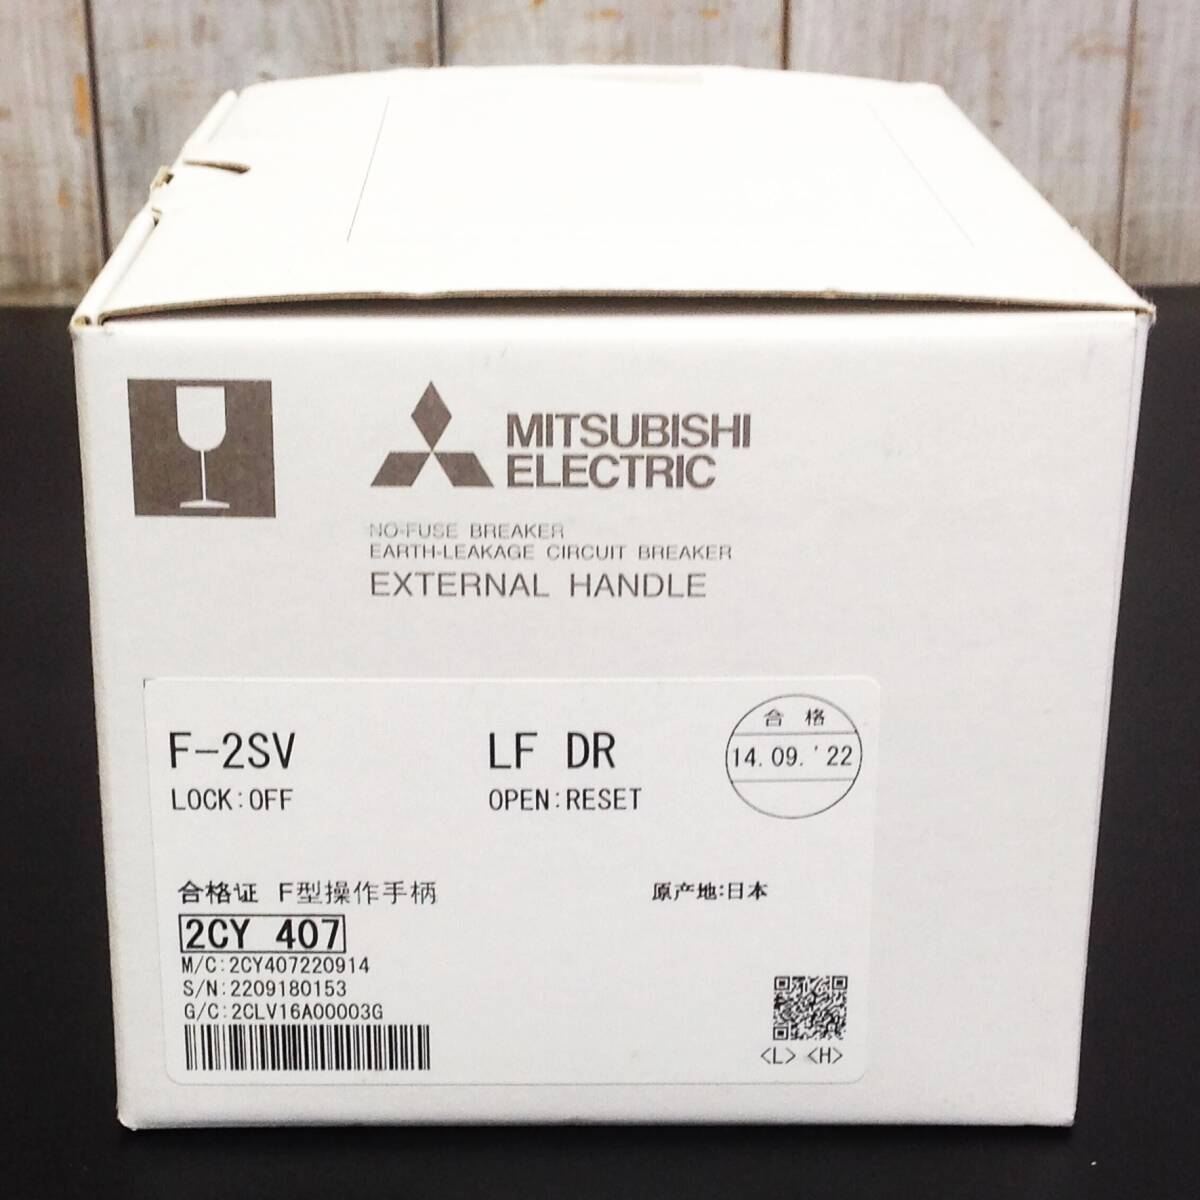 MITSUBISHI
ELECTRIC
NO-FUSE BREAKER
EARTH-LEAKAGE CIRCUIT BREAKER
EXTERNAL HANDLE
F-2SV LF DR
LOCK:OFF OPEN:RESET
合格
14.09.'22
合格证 F型操作手柄 原产地:日本
2CY 407
M/C:2CY407220914
S/N:2209180153
G/C:2CLV16A00003G
<L> <H>